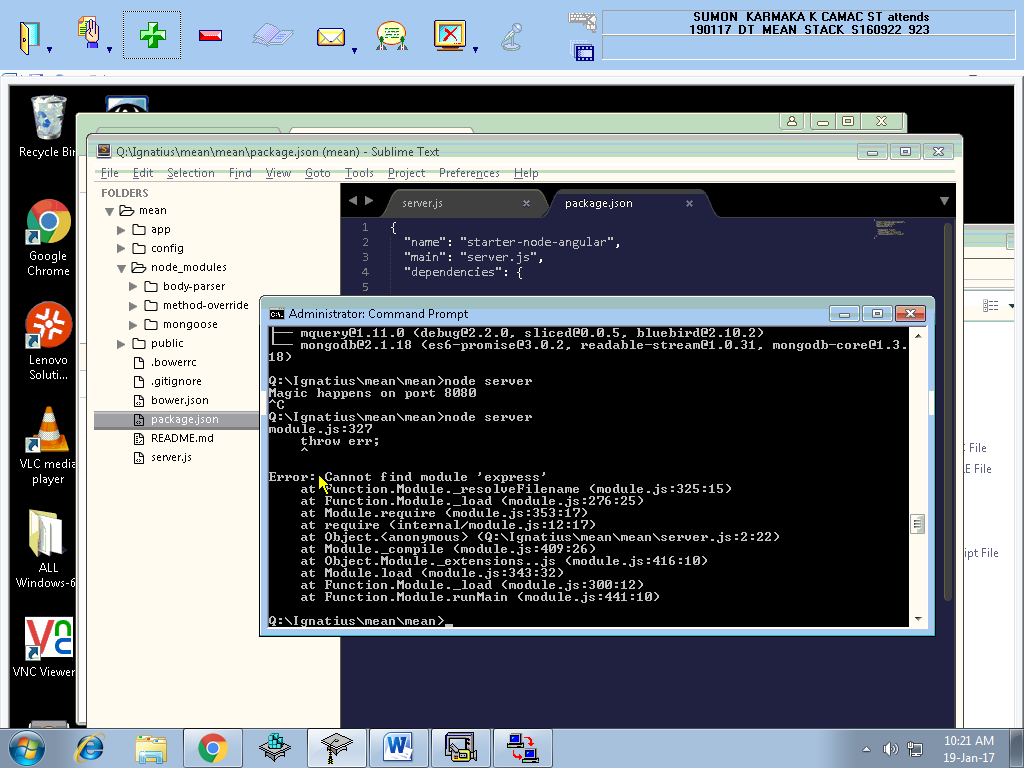 SUMON KARMAKA K CAMAC ST attends
190117 DT MEAN STACK S160922 923
Recycle Bin
Google
Chrome
Lenovo
Soluti...
VLC media
player
ALL
Windows-6
VNC Viewer
Q:\Ignatius\mean\mean\package.json (mean) - Sublime Text
File Edit Selection Find View Goto Tools Project Preferences Help
FOLDERS
mean
app
config
node_modules
body-parser
method-override
mongoose
public
.bowerrc
.gitignore
bower.json
package.json
README.md
server.js
server.js
package.json
1 {
2 "name": "starter-node-angular",
3 "main": "server.js",
4 "dependencies": {
5
Administrator: Command Prompt
├── mquery@1.11.0 (debug@2.2.0, sliced@0.0.5, bluebird@2.10.2)
└── mongodb@2.1.18 (es6-promise@3.0.2, readable-stream@1.0.31, mongodb-core@1.3.
18)
Q:\Ignatius\mean\mean>node server
Magic happens on port 8080
^C
Q:\Ignatius\mean\mean>node server
module.js:327
throw err;
^
Error: Cannot find module 'express'
at Function.Module._resolveFilename (module.js:325:15)
at Function.Module._load (module.js:276:25)
at Module.require (module.js:353:17)
at require (internal/module.js:12:17)
at Object.<anonymous> (Q:\Ignatius\mean\mean\server.js:2:22)
at Module._compile (module.js:409:26)
at Object.Module._extensions..js (module.js:416:10)
at Module.load (module.js:343:32)
at Function.Module._load (module.js:300:12)
at Function.Module.runMain (module.js:441:10)
Q:\Ignatius\mean\mean>_
File
E File
ipt File
10:21 AM
19-Jan-17